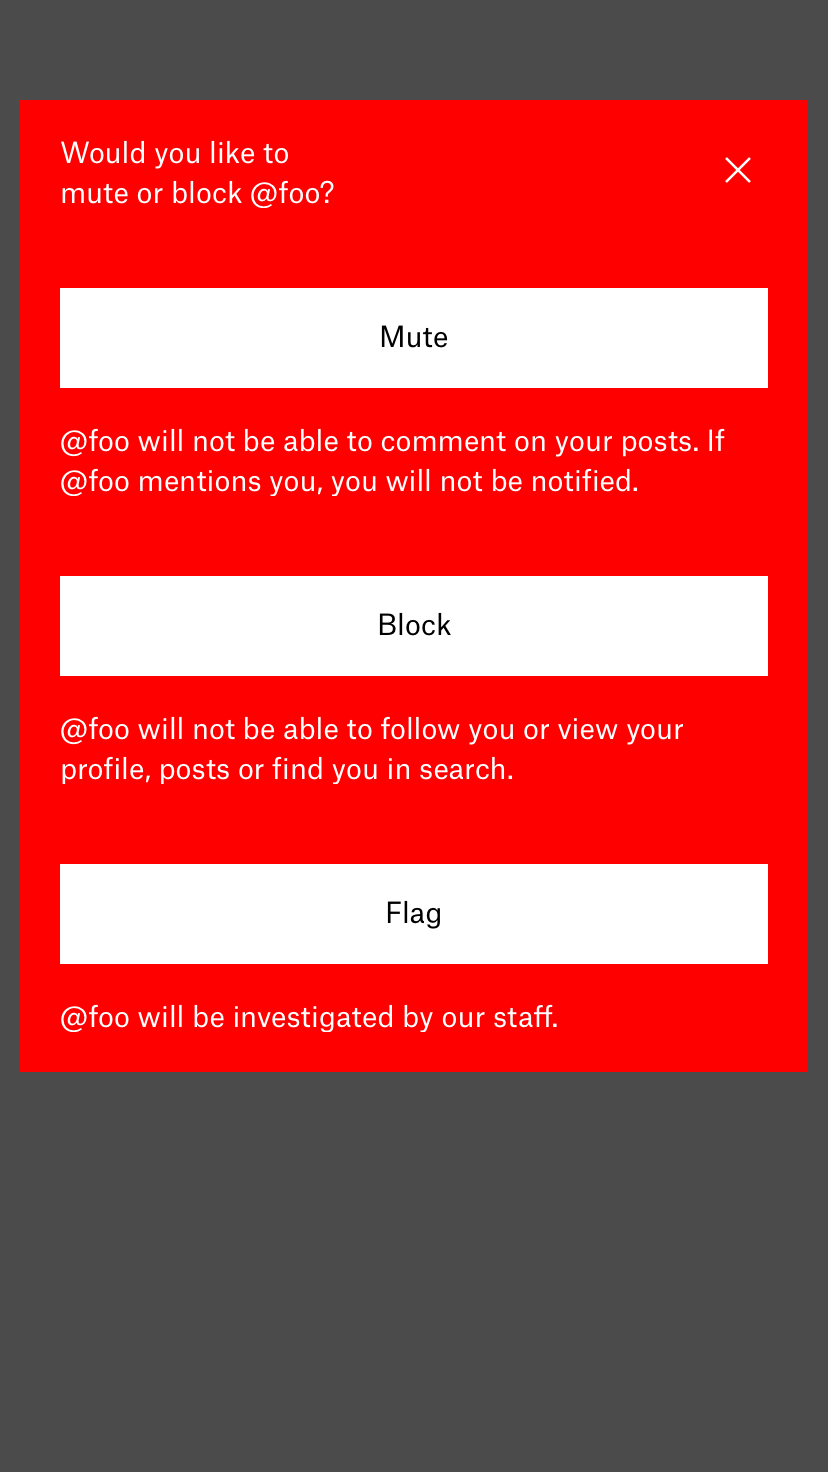 Would you like to
mute or block @foo?
Mute
@foo will not be able to comment on your posts. If
@foo mentions you, you will not be notified.
Block
@foo will not be able to follow you or view your
profile, posts or find you in search.
Flag
@foo will be investigated by our staff.